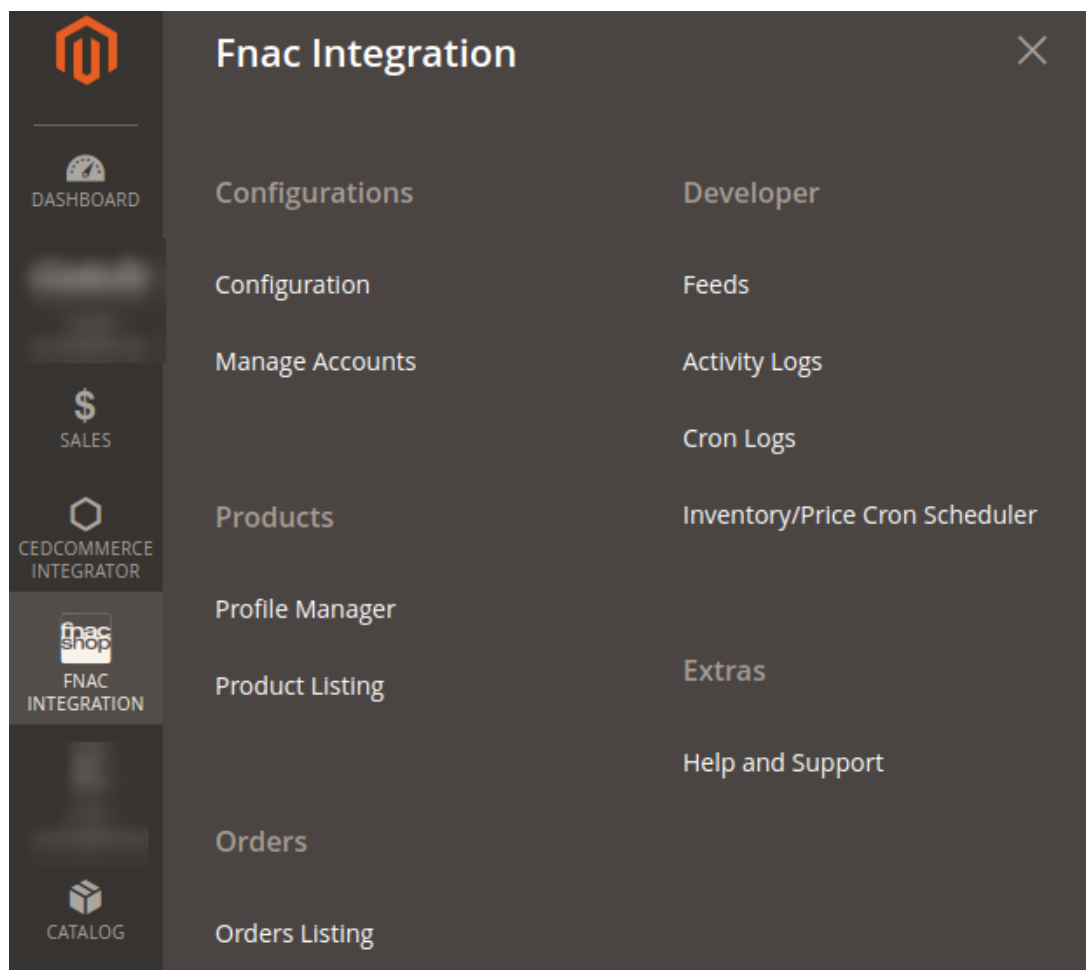 Fnac Integration
DASHBOARD
$
SALES
CEDCOMMERCE
INTEGRATOR
fnac
shop
FNAC
INTEGRATION
CATALOG
Configurations
Configuration
Manage Accounts
Products
Profile Manager
Product Listing
Orders
Orders Listing
Developer
Feeds
Activity Logs
Cron Logs
Inventory/Price Cron Scheduler
Extras
Help and Support